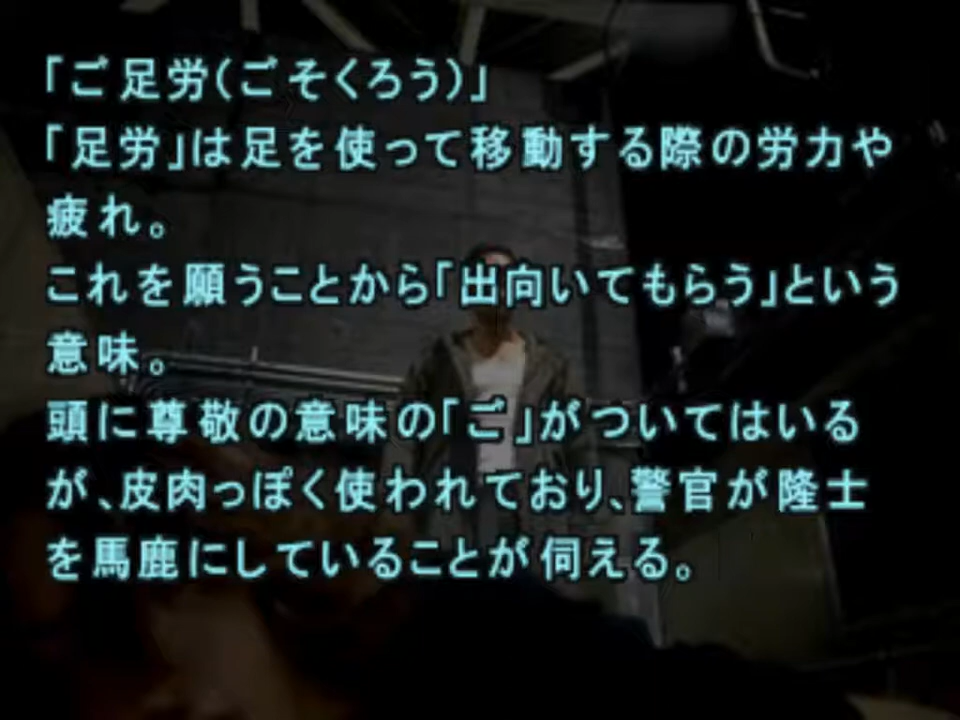 「ご足労(ごそくろう)」
「足労」は足を使って移動する際の労力や
疲れ。
これを願うことから「出向いてもらう」という
意味。
頭に尊敬の意味の「ご」がついてはいる
が、皮肉っぽく使われており、警官が隆士
を馬鹿にしていることが伺える。